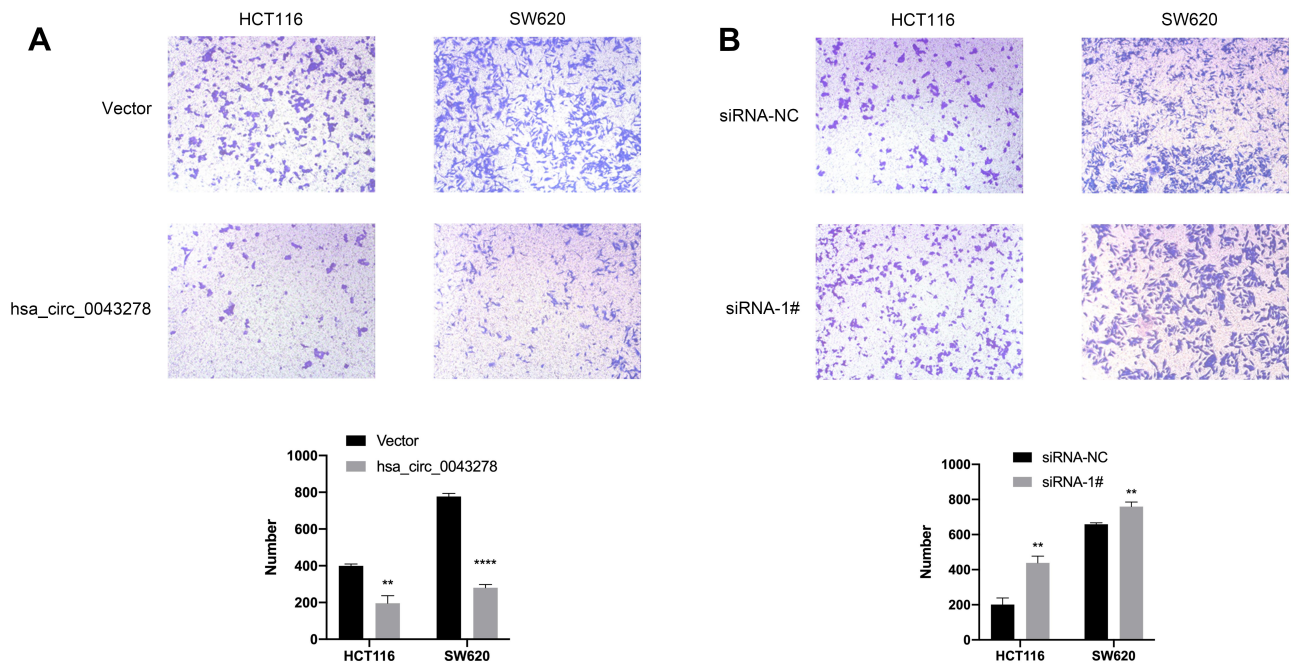 A
HCT116
SW620
Vector
hsa_circ_0043278
Vector
hsa_circ_0043278
1000
800
600
400
200
0
Number
**
****
HCT116
SW620
B
HCT116
SW620
siRNA-NC
siRNA-1#
siRNA-NC
siRNA-1#
1000
800
600
400
200
0
Number
**
**
HCT116
SW620